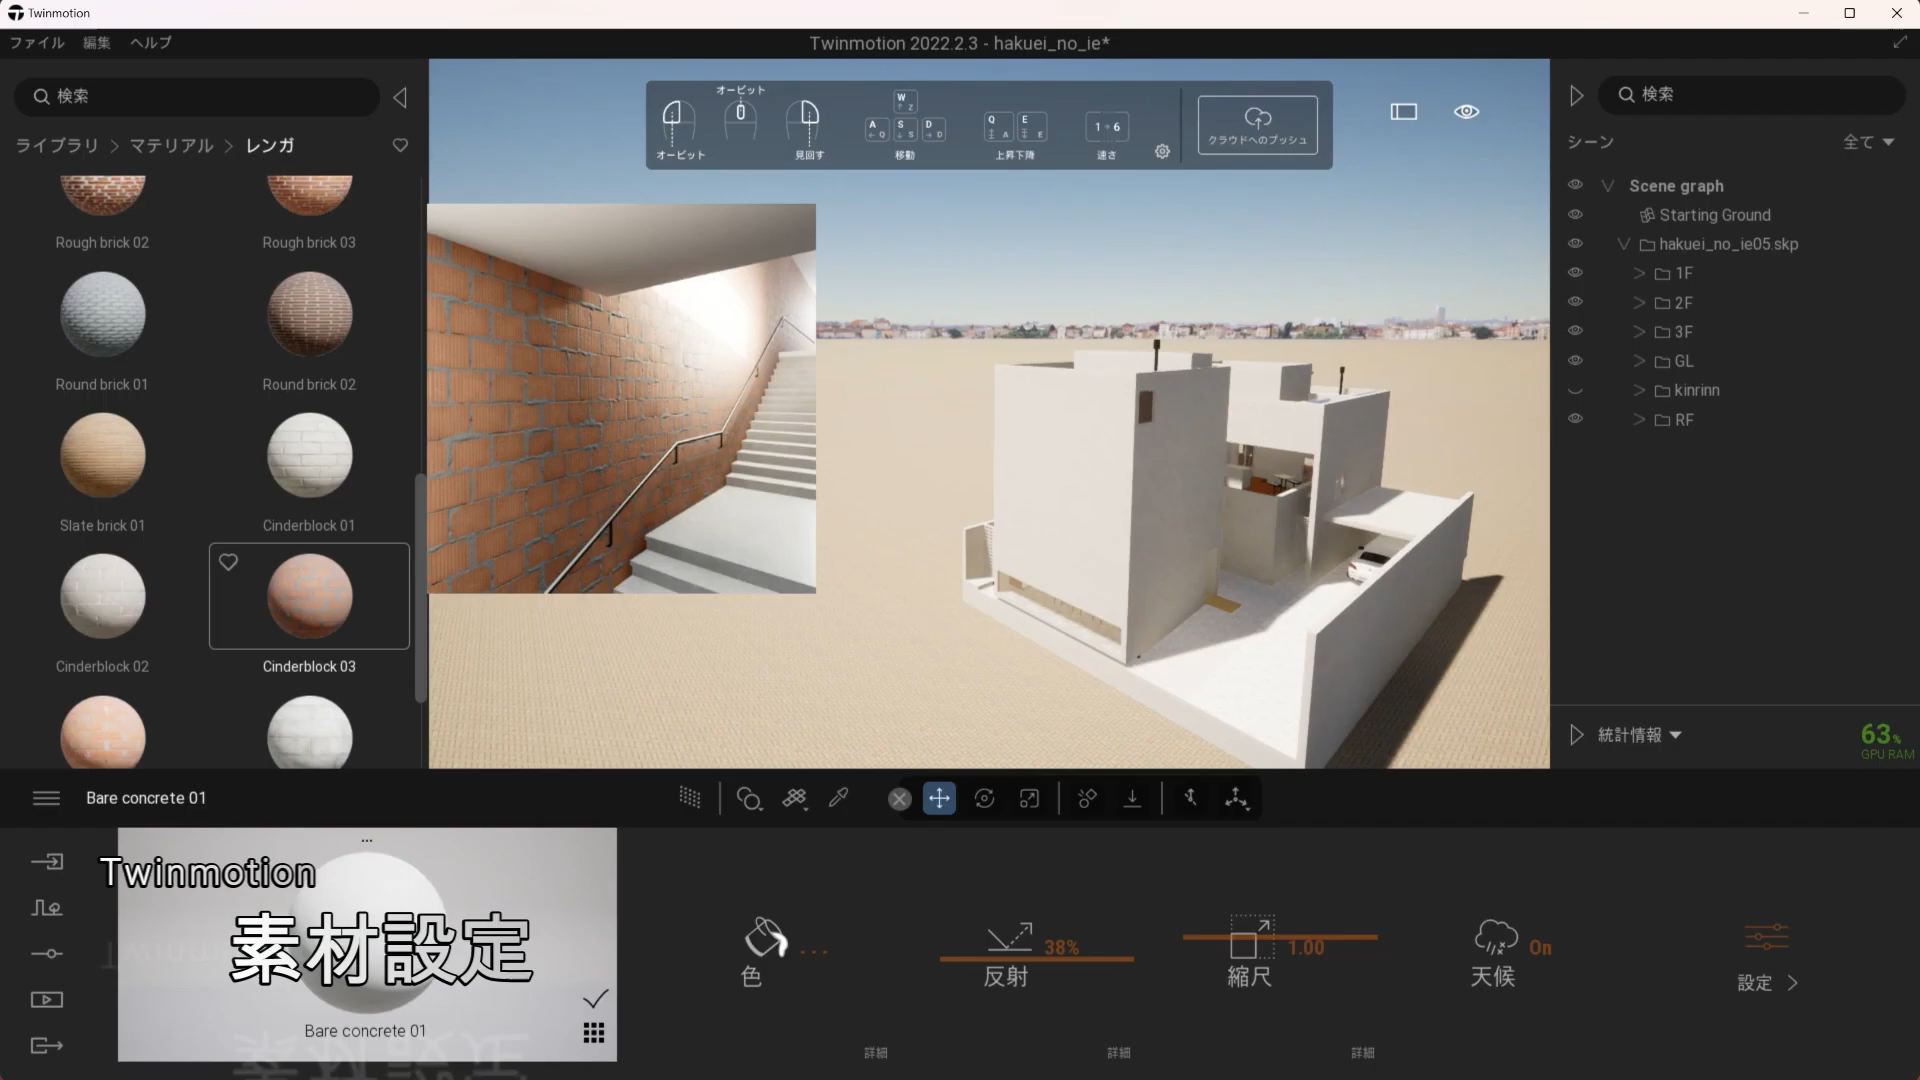 Twinmotion
ファイル 編集 ヘルプ
Twinmotion 2022.2.3 - hakuei_no_ie*
検索
ライブラリ > マテリアル > レンガ
Rough brick 02
Rough brick 03
Round brick 01
Round brick 02
Slate brick 01
Cinderblock 01
Cinderblock 02
Cinderblock 03
オービット
オービット
見回す
W Z
A Q S S D D
移動
Q A E E
上昇下降
1 6
速さ
クラウドへのプッシュ
検索
シーン
全て
Scene graph
Starting Ground
hakuei_no_ie05.skp
1F
2F
3F
GL
kinrinn
RF
統計情報
63%
GPU RAM
Bare concrete 01
...
Twinmotion
素材設定
Bare concrete 01
色 ...
反射 38%
縮尺 1.00
天候 On
設定 >
詳細
詳細
詳細